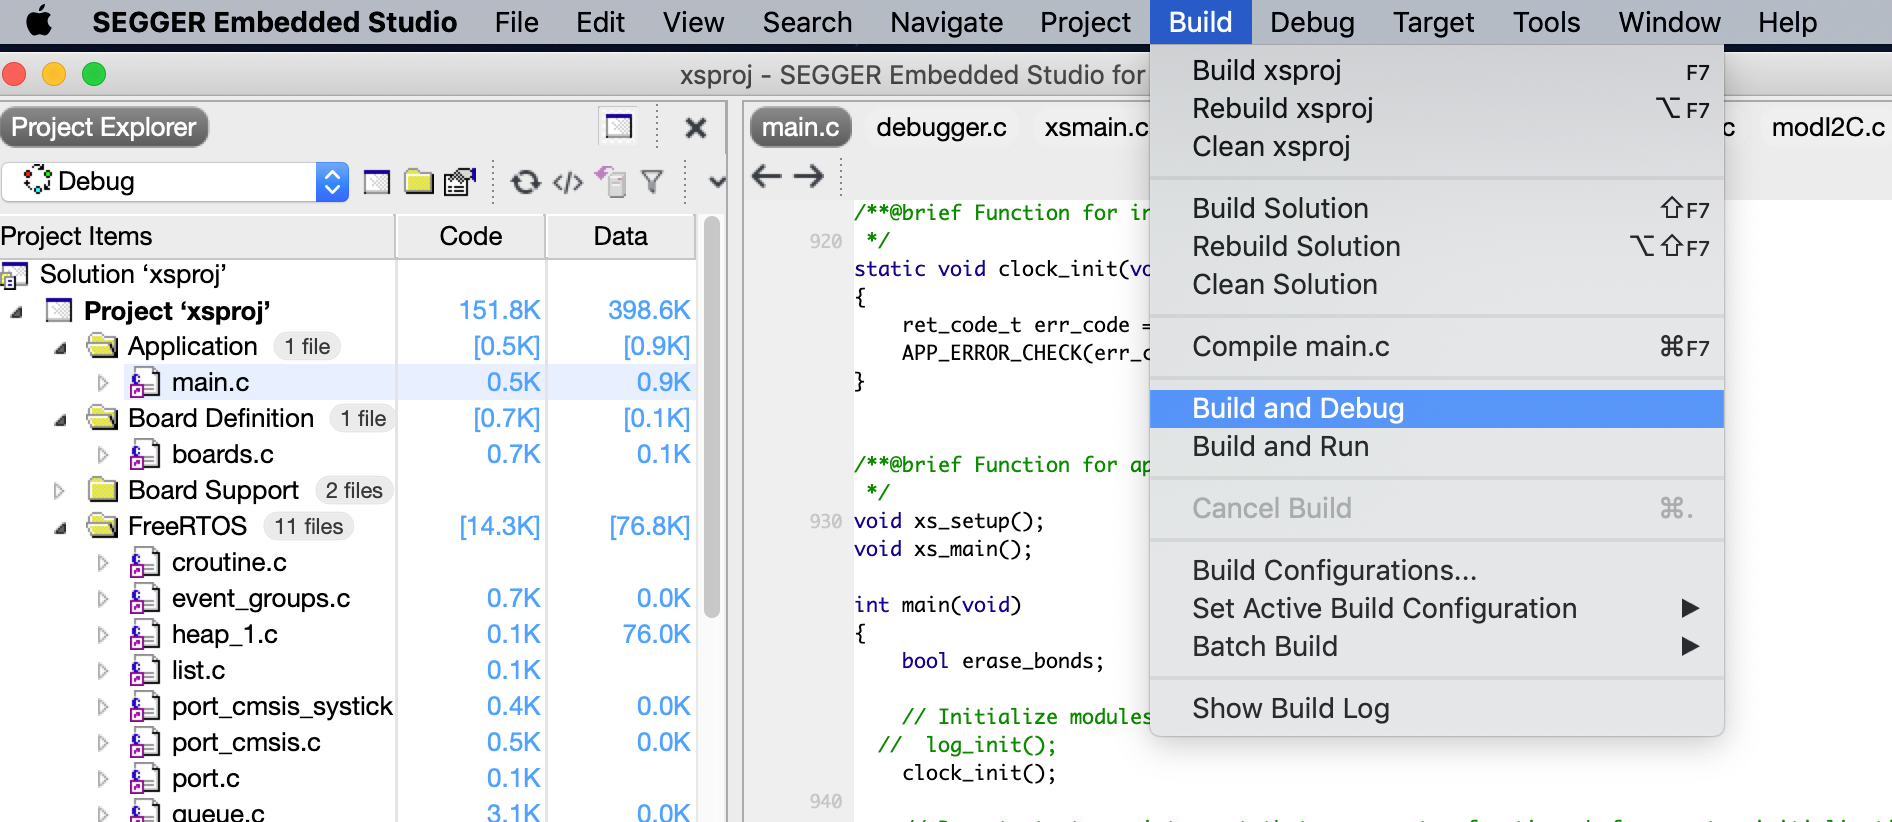 SEGGER Embedded Studio File Edit View Search Navigate Project Build Debug Target Tools Window Help
xsproj - SEGGER Embedded Studio for
Project Explorer
Debug
Project Items Code Data
Solution ‘xsproj’
Project ‘xsproj’ 151.8K 398.6K
Application 1 file [0.5K] [0.9K]
main.c 0.5K 0.9K
Board Definition 1 file [0.7K] [0.1K]
boards.c 0.7K 0.1K
Board Support 2 files
FreeRTOS 11 files [14.3K] [76.8K]
croutine.c
event_groups.c 0.7K 0.0K
heap_1.c 0.1K 76.0K
list.c 0.1K
port_cmsis_systick 0.4K 0.0K
port_cmsis.c 0.5K 0.0K
port.c 0.1K
queue.c 3.1K 0.0K
main.c debugger.c xsmain.c c modI2C.c
/**@brief Function for in
920 */
static void clock_init(vo
{
ret_code_t err_code =
APP_ERROR_CHECK(err_c
}
/**@brief Function for ap
*/
930 void xs_setup();
void xs_main();
int main(void)
{
bool erase_bonds;
// Initialize modules
// log_init();
clock_init();
940
Build xsproj F7
Rebuild xsproj ⌥F7
Clean xsproj
Build Solution ⇧F7
Rebuild Solution ⌥⇧F7
Clean Solution
Compile main.c ⌘F7
Build and Debug
Build and Run
Cancel Build ⌘.
Build Configurations...
Set Active Build Configuration ▶
Batch Build ▶
Show Build Log